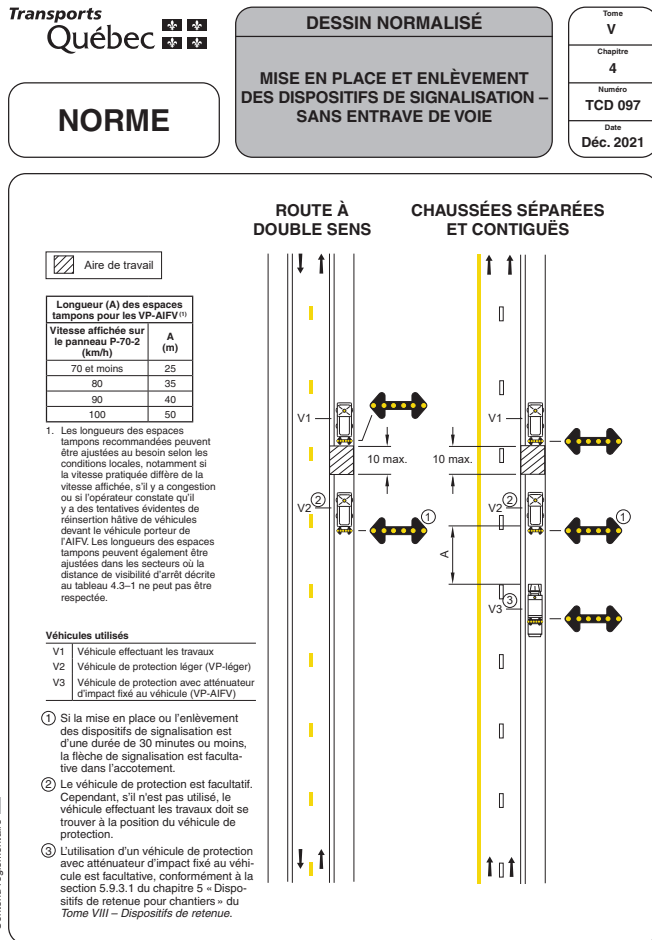 Transports
Québec
NORME
DESSIN NORMALISÉ
MISE EN PLACE ET ENLÈVEMENT
DES DISPOSITIFS DE SIGNALISATION –
SANS ENTRAVE DE VOIE
Tome
V
Chapitre
4
Numéro
TCD 097
Date
Déc. 2021
ROUTE À
DOUBLE SENS
CHAUSSÉES SÉPARÉES
ET CONTIGUËS
Aire de travail
Longueur (A) des espaces
tampons pour les VP-AIFV(1)
Vitesse affichée sur
le panneau P-70-2
(km/h)
A
(m)
70 et moins 25
80 35
90 40
100 50
1. Les longueurs des espaces
tampons recommandées peuvent
être ajustées au besoin selon les
conditions locales, notamment si
la vitesse pratiquée diffère de la
vitesse affichée, s'il y a congestion
ou si l'opérateur constate qu'il
y a des tentatives évidentes de
réinsertion hâtive de véhicules
devant le véhicule porteur de
l'AIFV. Les longueurs des espaces
tampons peuvent également être
ajustées dans les secteurs où la
distance de visibilité d'arrêt décrite
au tableau 4.3–1 ne peut pas être
respectée.
Véhicules utilisés
V1 Véhicule effectuant les travaux
V2 Véhicule de protection léger (VP-léger)
V3 Véhicule de protection avec atténuateur
d'impact fixé au véhicule (VP-AIFV)
1 Si la mise en place ou l'enlèvement
des dispositifs de signalisation est
d'une durée de 30 minutes ou moins,
la flèche de signalisation est faculta-
tive dans l'accotement.
2 Le véhicule de protection est facultatif.
Cependant, s'il n'est pas utilisé, le
véhicule effectuant les travaux doit se
trouver à la position du véhicule de
protection.
3 L'utilisation d'un véhicule de protection
avec atténuateur d'impact fixé au véhi-
cule est facultative, conformément à la
section 5.9.3.1 du chapitre 5 « Dispo-
sitifs de retenue pour chantiers » du
Tome VIII – Dispositifs de retenue.
V1
10 max.
2
V2
1
V1
10 max.
2
V2
1
A
3
V3